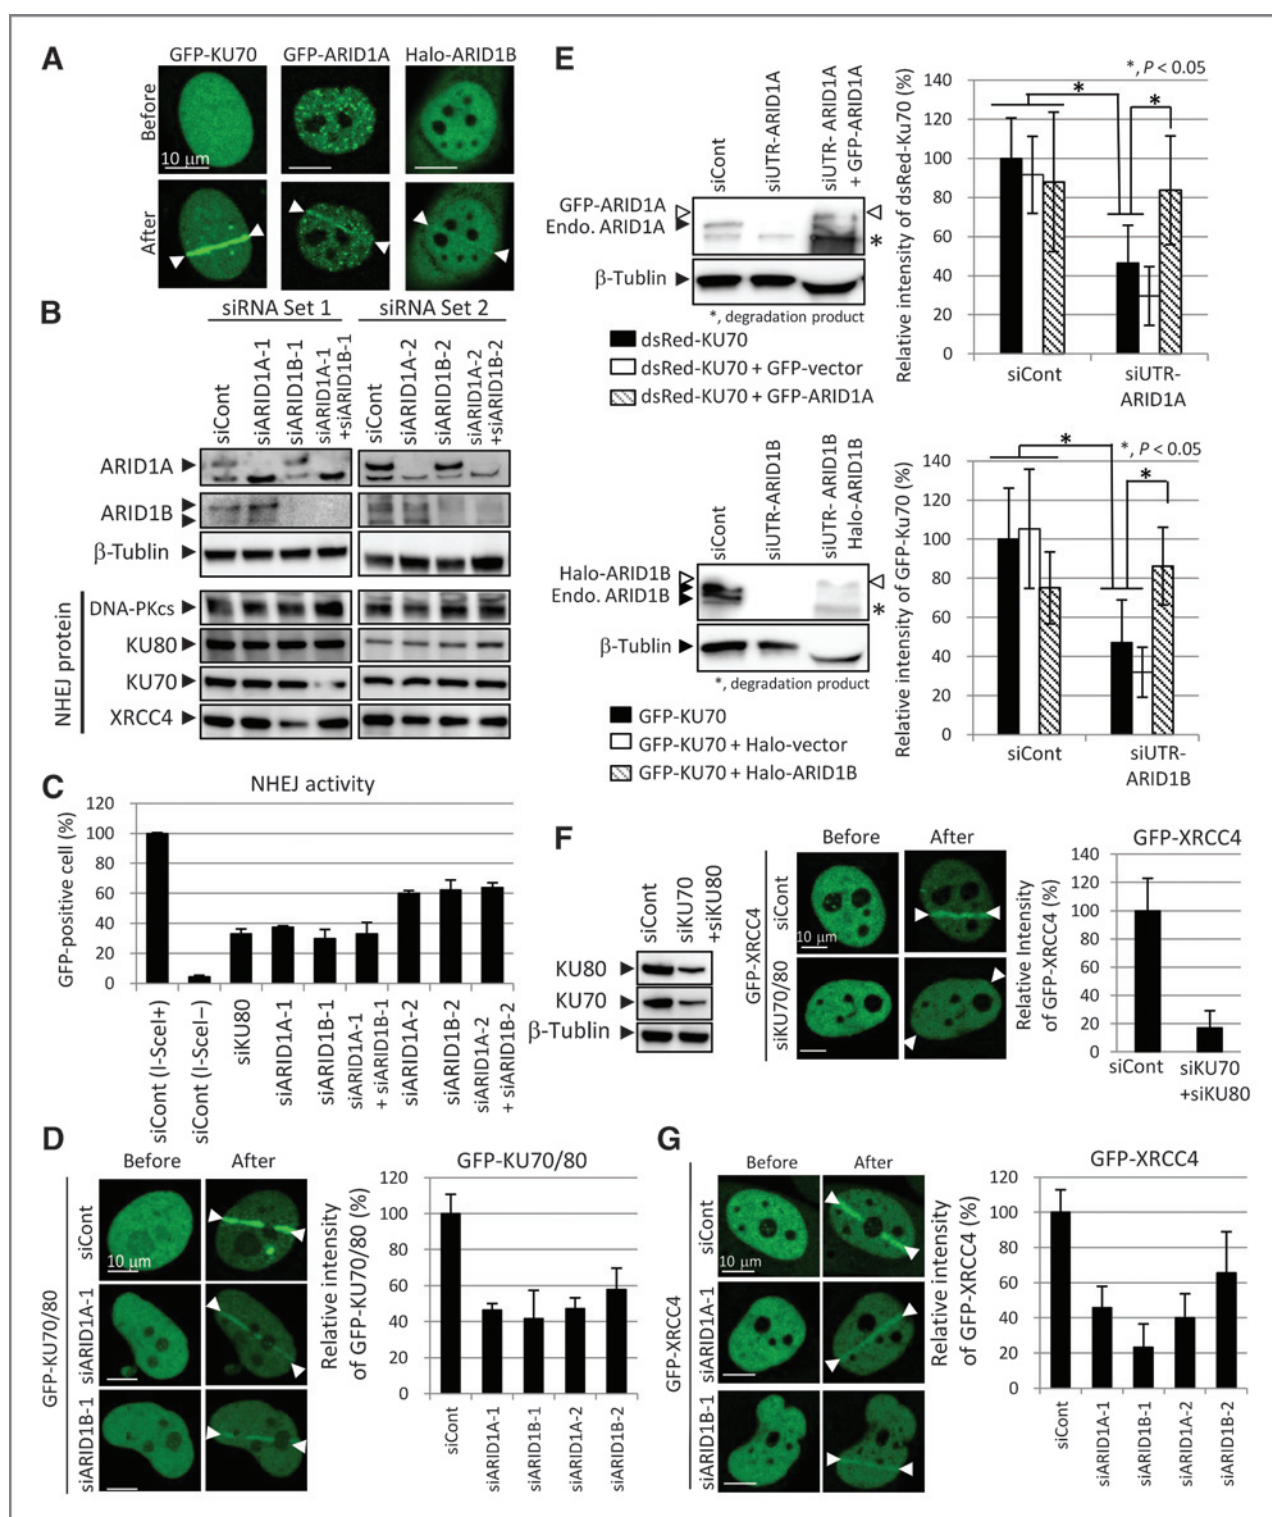 A
GFP-KU70 GFP-ARID1A Halo-ARID1B
Before
10 μm
After
B
siRNA Set 1 siRNA Set 2
siCont
siARID1A-1
siARID1B-1
siARID1A-1
+siARID1B-1
siCont
siARID1A-2
siARID1B-2
siARID1A-2
+siARID1B-2
ARID1A
ARID1B
β-Tublin
NHEJ protein
DNA-PKcs
KU80
KU70
XRCC4
C
NHEJ activity
GFP-positive cell (%)
120
100
80
60
40
20
0
siCont (I-SceI+)
siCont (I-SceI−)
siKU80
siARID1A-1
siARID1B-1
siARID1A-1
+ siARID1B-1
siARID1A-2
siARID1B-2
siARID1A-2
+ siARID1B-2
D
Before After
GFP-KU70/80
siCont
10 μm
siARID1A-1
siARID1B-1
GFP-KU70/80
Relative intensity
of GFP-KU70/80 (%)
120
100
80
60
40
20
0
siCont
siARID1A-1
siARID1B-1
siARID1A-2
siARID1B-2
E
siCont
siUTR-ARID1A
siUTR- ARID1A
+ GFP-ARID1A
GFP-ARID1A
Endo. ARID1A
*
β-Tublin
*, degradation product
dsRed-KU70
dsRed-KU70 + GFP-vector
dsRed-KU70 + GFP-ARID1A
Relative intensity of dsRed-Ku70 (%)
140
120
100
80
60
40
20
0
*, P < 0.05
*
*
siCont siUTR-
ARID1A
siCont
siUTR-ARID1B
siUTR- ARID1B
Halo-ARID1B
Halo-ARID1B
Endo. ARID1B
*
β-Tublin
*, degradation product
GFP-KU70
GFP-KU70 + Halo-vector
GFP-KU70 + Halo-ARID1B
Relative intensity of GFP-Ku70 (%)
140
120
100
80
60
40
20
0
*, P < 0.05
*
*
siCont siUTR-
ARID1B
F
siCont
siKU70
+siKU80
KU80
KU70
β-Tublin
Before After
GFP-XRCC4
siCont
10 μm
siKU70/80
GFP-XRCC4
Relative Intensity
of GFP-XRCC4 (%)
140
120
100
80
60
40
20
0
siCont siKU70
+siKU80
G
Before After
GFP-XRCC4
siCont
10 μm
siARID1A-1
siARID1B-1
GFP-XRCC4
Relative intensity
of GFP-XRCC4 (%)
120
100
80
60
40
20
0
siCont
siARID1A-1
siARID1B-1
siARID1A-2
siARID1B-2